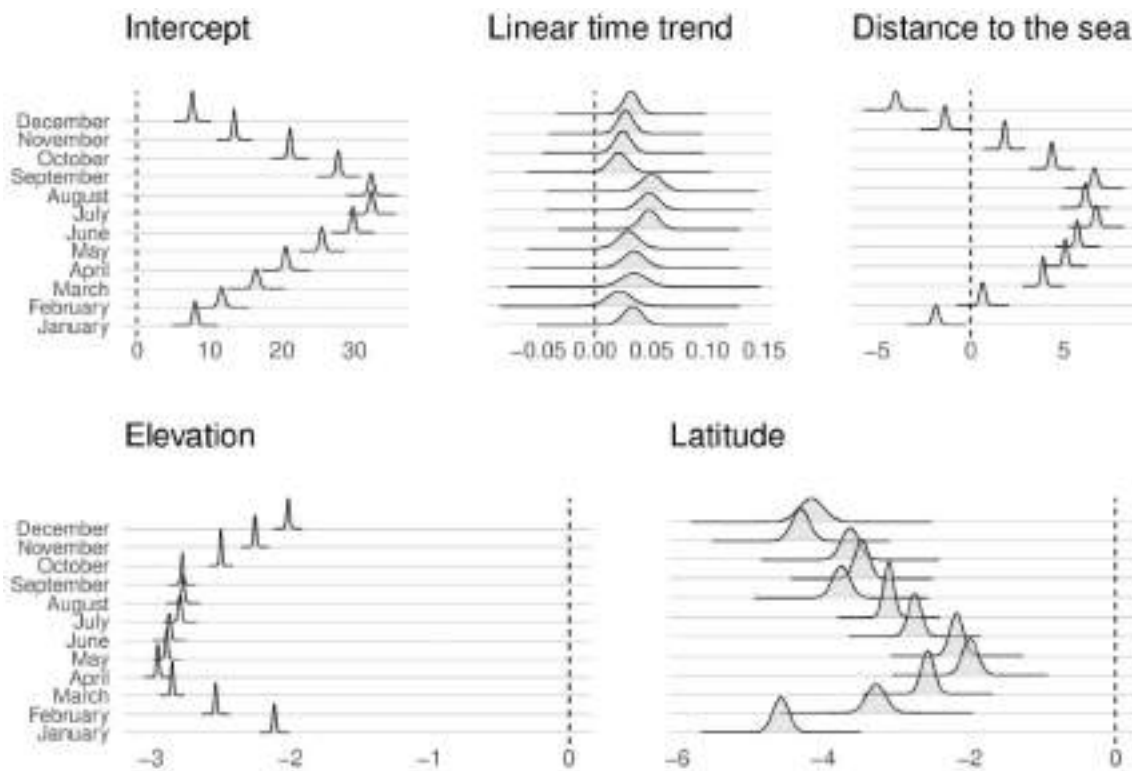 Intercept
Linear time trend
Distance to the sea
December
November
October
September
August
July
June
May
April
March
February
January
0 10 20 30
−0.05 0.00 0.05 0.10 0.15
−5 0 5
Elevation
Latitude
December
November
October
September
August
July
June
May
April
March
February
January
−3 −2 −1 0
−6 −4 −2 0